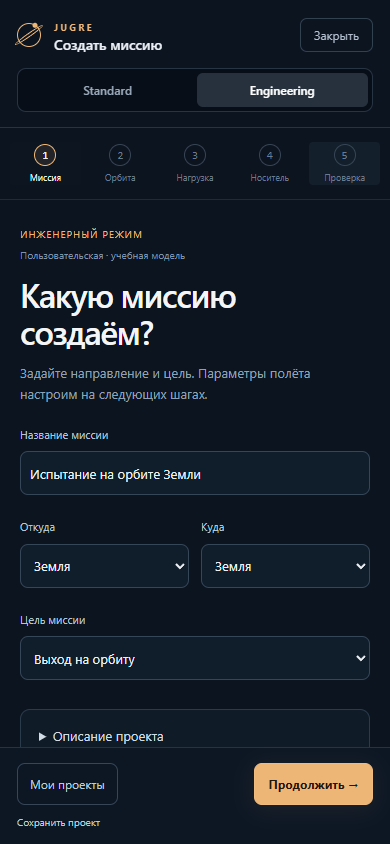 JUGRE
Создать миссию
Закрыть
Standard
Engineering
1
2
3
4
5
Миссия
Орбита
Нагрузка
Носитель
Проверка
ИНЖЕНЕРНЫЙ РЕЖИМ
Пользовательская · учебная модель
Какую миссию
создаём?
Задайте направление и цель. Параметры полёта
настроим на следующих шагах.
Название миссии
Испытание на орбите Земли
Откуда
Куда
Земля
Земля
Цель миссии
Выход на орбиту
▶ Описание проекта
Мои проекты
Продолжить →
Сохранить проект